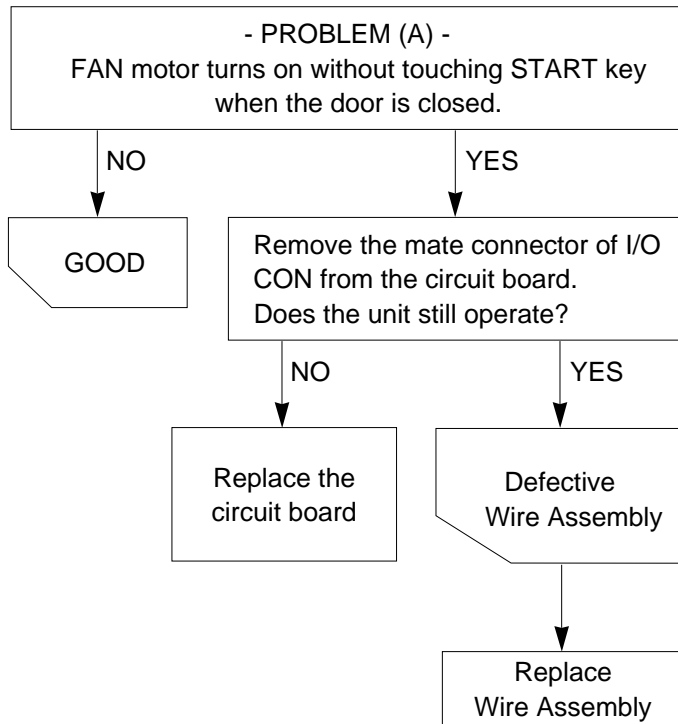 - PROBLEM (A) -
FAN motor turns on without touching START key
when the door is closed.
NO
YES
GOOD
Remove the mate connector of I/O
CON from the circuit board.
Does the unit still operate?
NO
YES
Replace the
circuit board
Defective
Wire Assembly
Replace
Wire Assembly